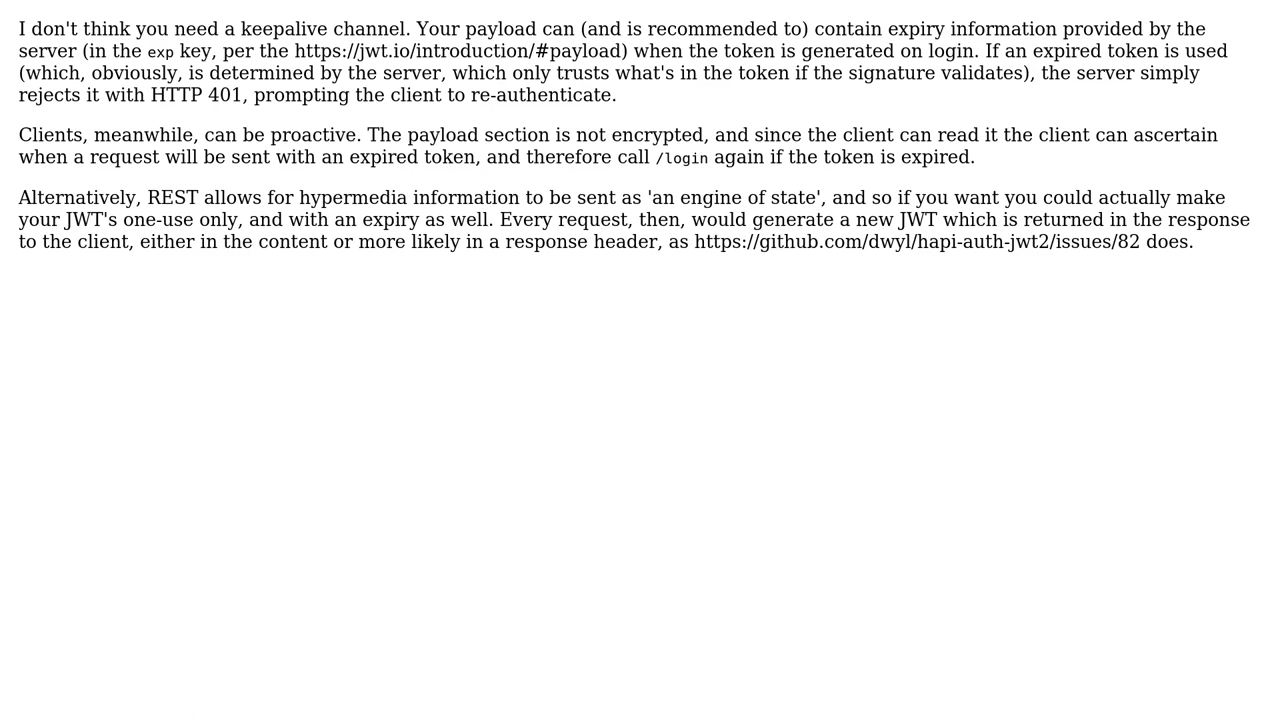 I don't think you need a keepalive channel. Your payload can (and is recommended to) contain expiry information provided by the
server (in the exp key, per the https://jwt.io/introduction/#payload) when the token is generated on login. If an expired token is used
(which, obviously, is determined by the server, which only trusts what's in the token if the signature validates), the server simply
rejects it with HTTP 401, prompting the client to re-authenticate.
Clients, meanwhile, can be proactive. The payload section is not encrypted, and since the client can read it the client can ascertain
when a request will be sent with an expired token, and therefore call /login again if the token is expired.
Alternatively, REST allows for hypermedia information to be sent as 'an engine of state', and so if you want you could actually make
your JWT's one-use only, and with an expiry as well. Every request, then, would generate a new JWT which is returned in the response
to the client, either in the content or more likely in a response header, as https://github.com/dwyl/hapi-auth-jwt2/issues/82 does.